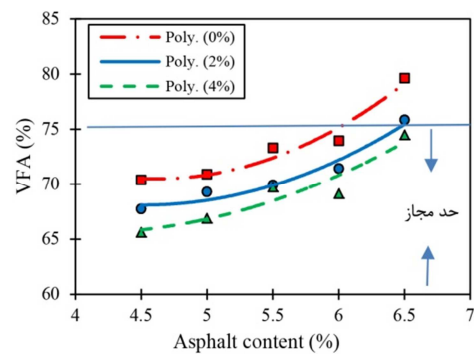 85
80
75
70
65
60
VFA (%)
Poly. (0%)
Poly. (2%)
Poly. (4%)
حد مجاز
4
4.5
5
5.5
6
6.5
7
Asphalt content (%)